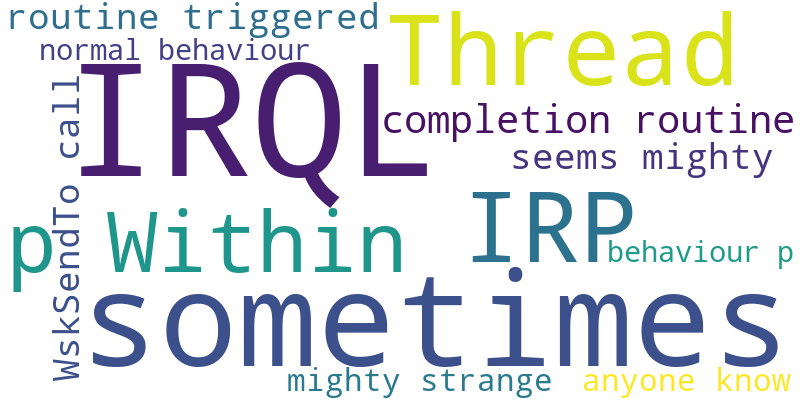 routine triggered
Thread
normal behaviour
IRQL
completion routine
seems mighty
WskSendTo call
IRP
p Within
behaviour p
sometimes
mighty strange
anyone know